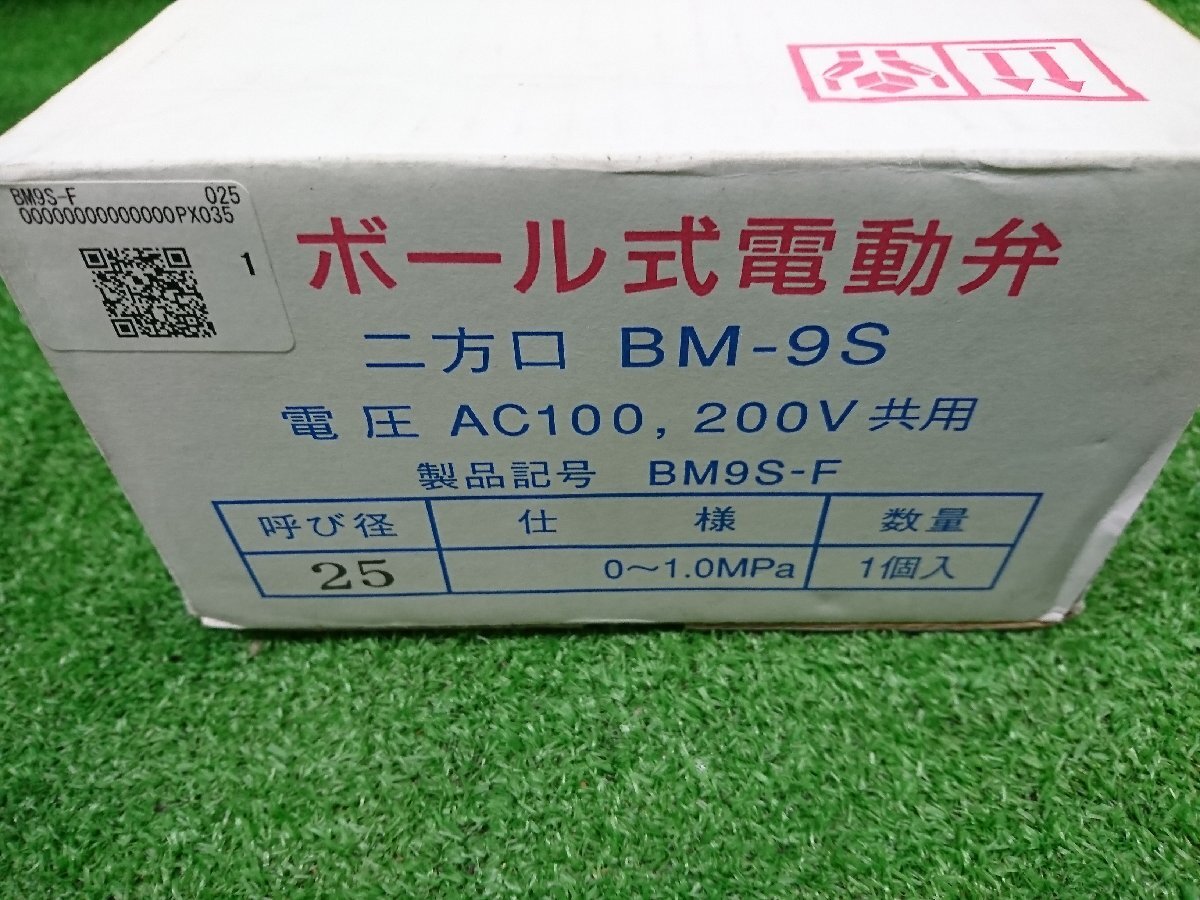 BM9S-F 025
00000000000000PX035
1
ボール式電動弁
二方口 BM-9S
電圧 AC100, 200V 共用
製品記号 BM9S-F
呼び径 仕様 数量
25 0～1.0MPa 1個入